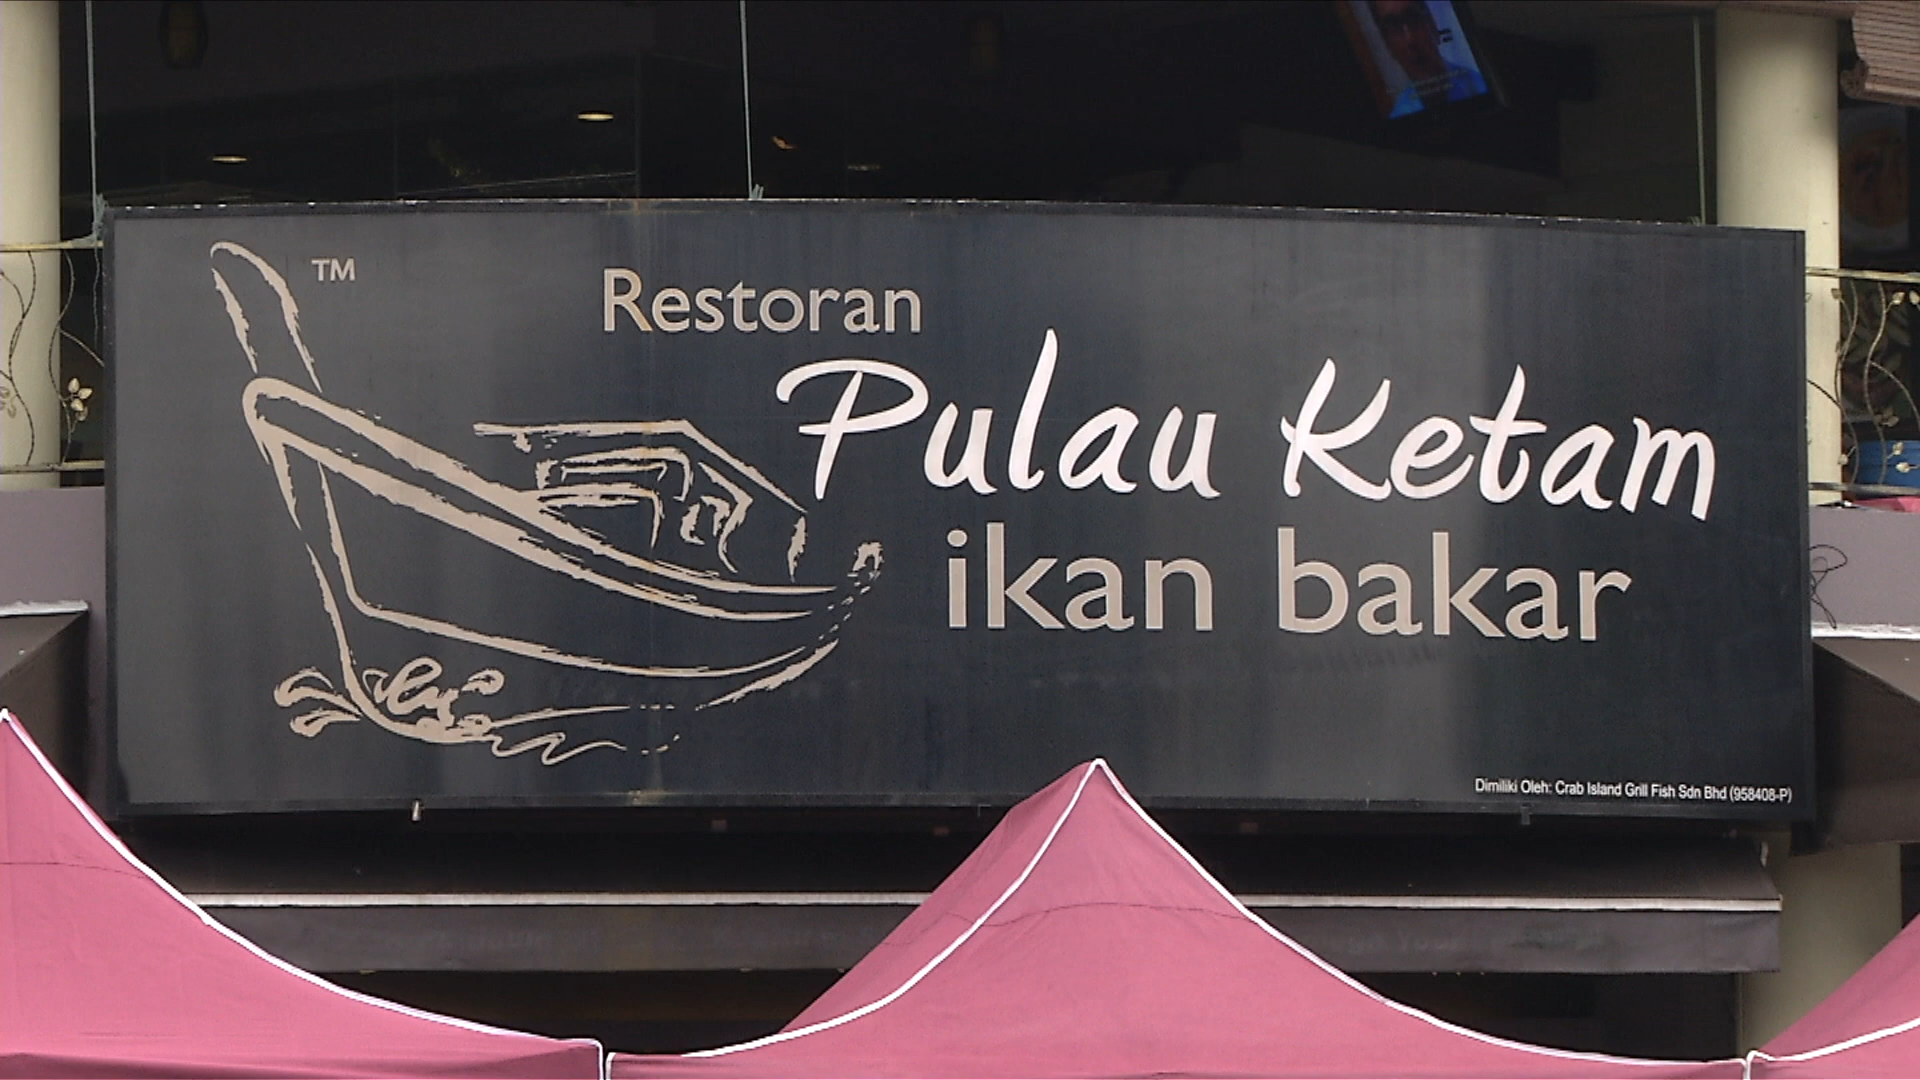 TM
Restoran
Pulau Ketam
ikan bakar
Dimiliki Oleh: Crab Island Grill Fish Sdn Bhd (958408-P)